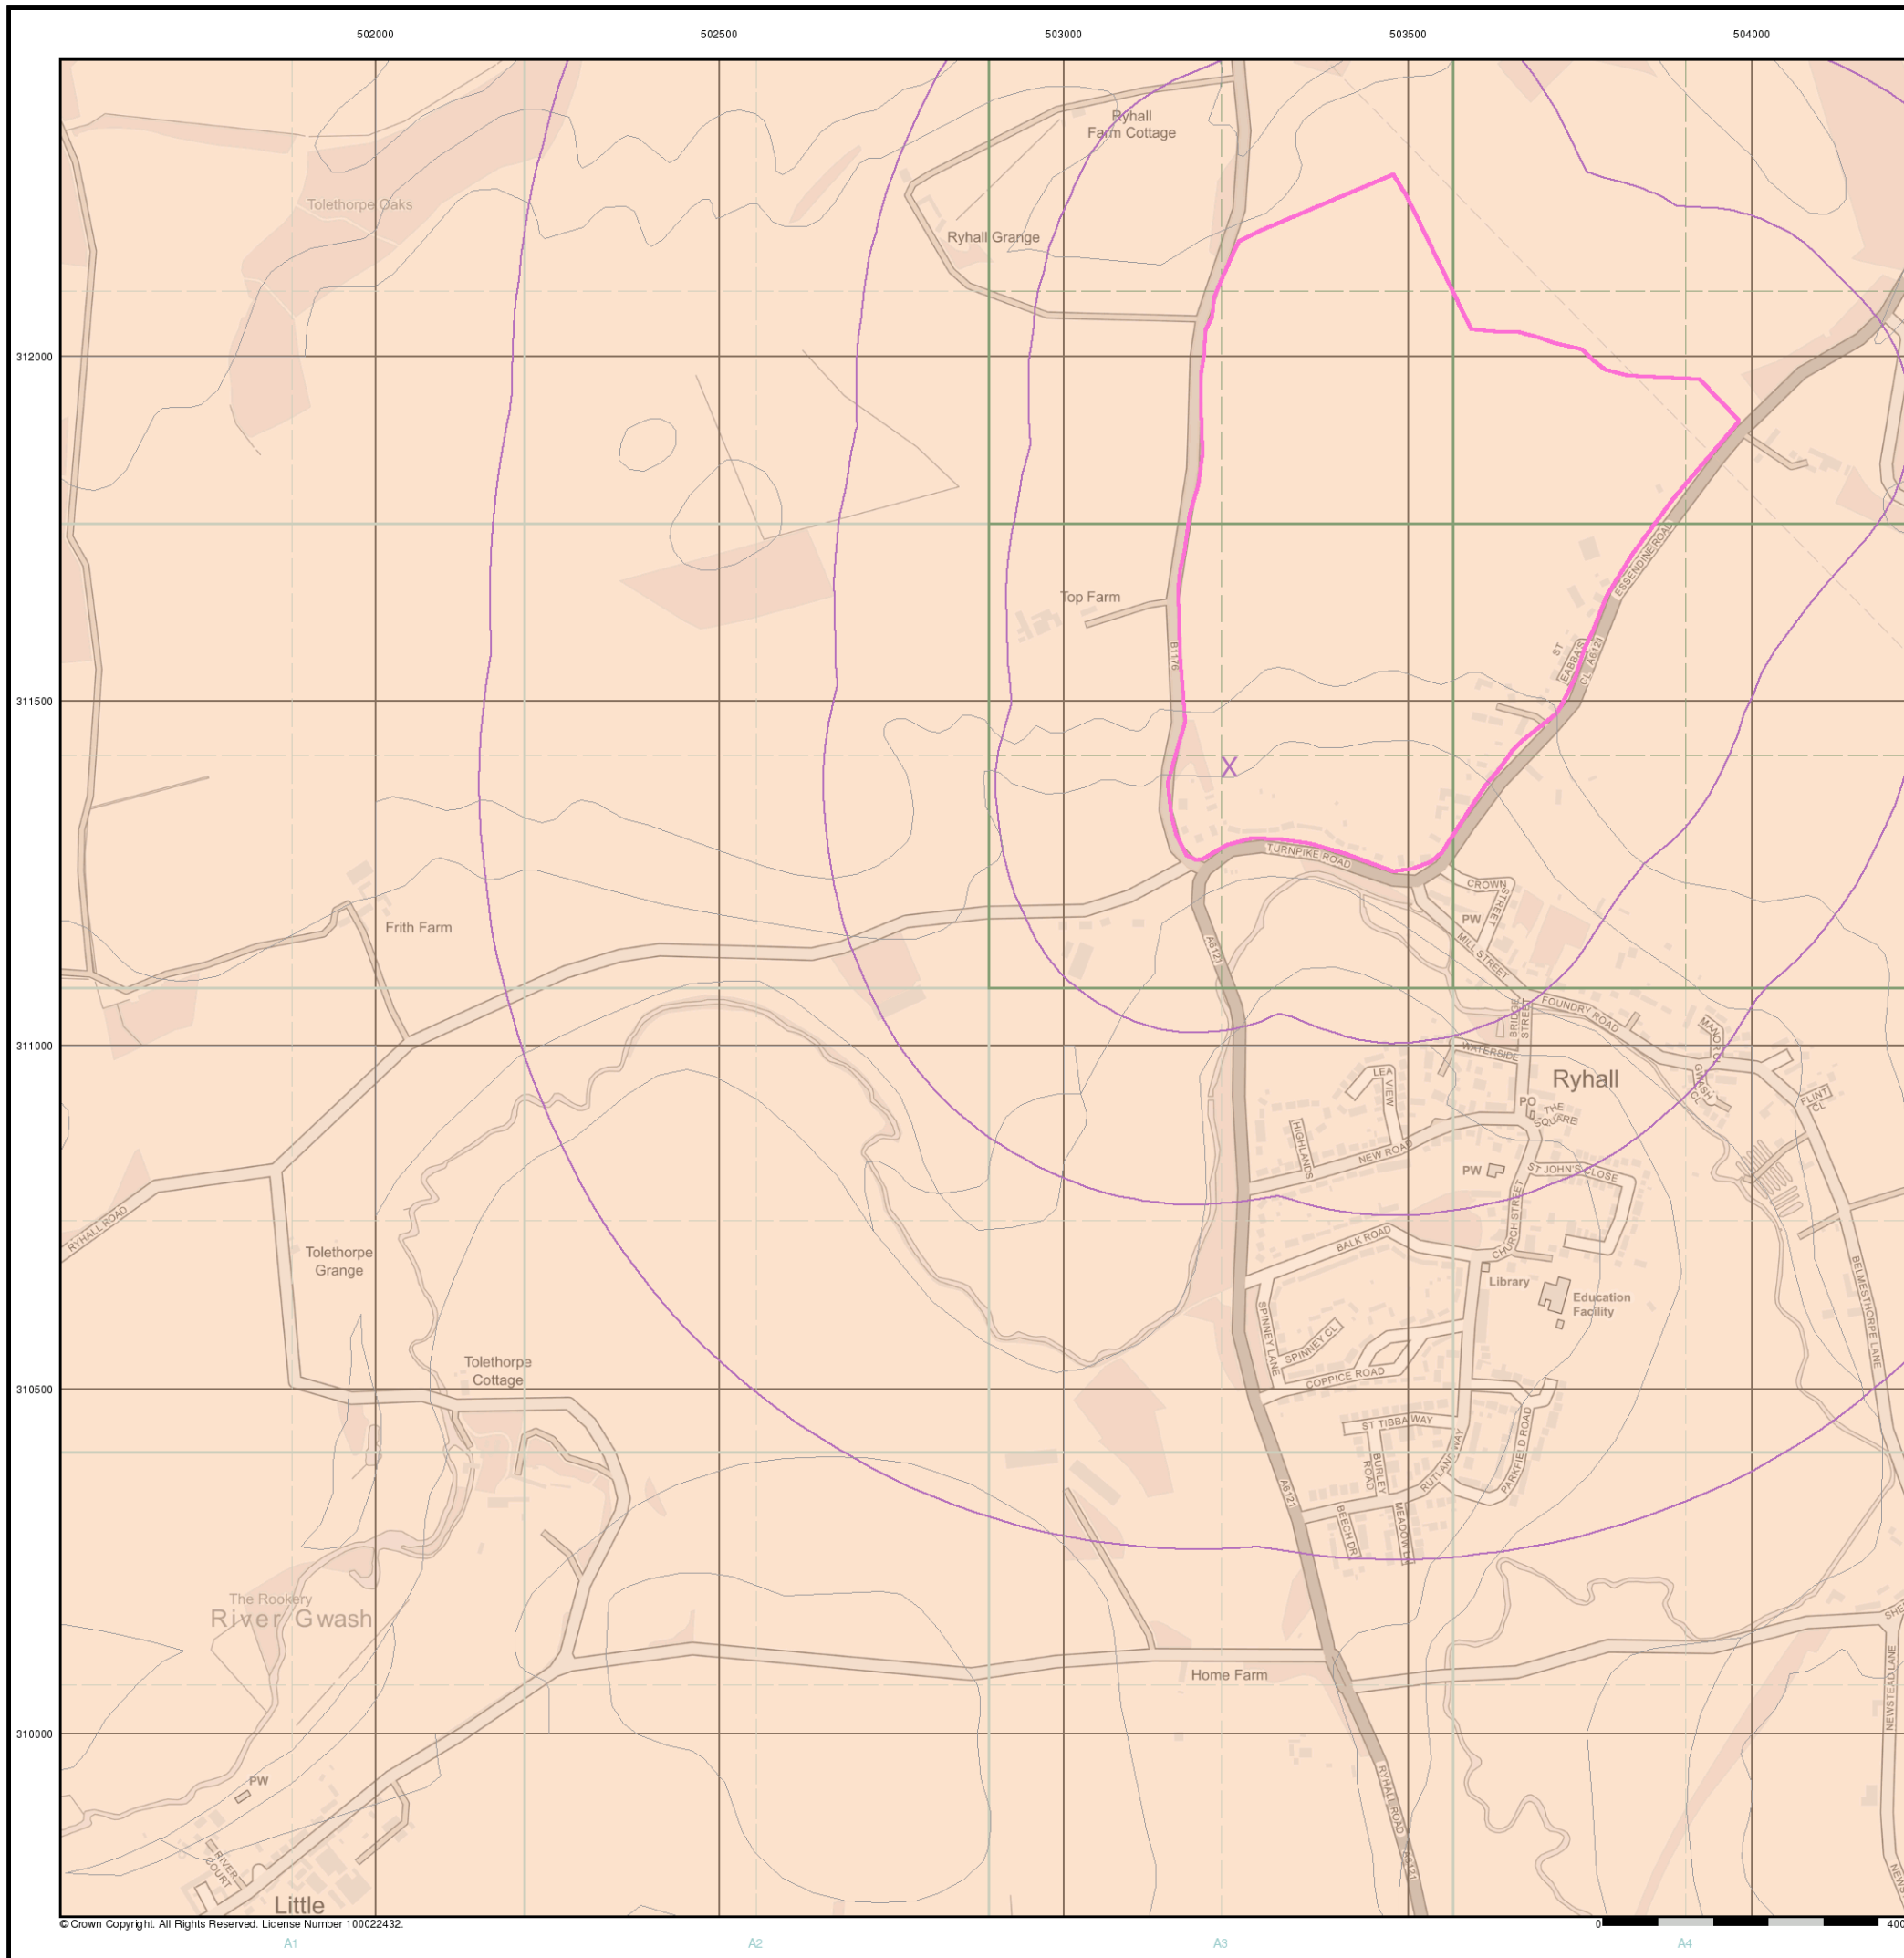 502000 502500 503000 503500 504000
Ryhall
Farm Cottage
Tolethorpe Oaks
Ryhall Grange
312000
ESSENDINE ROAD
Top Farm
B1176
ST
EABBA'S
CL
A6121
311500
X
TURNPIKE ROAD
CROWN
STREET
PW
MILL STREET
Frith Farm
A6121
FOUNDRY ROAD
BRIDGE
STREET
MANOR CL
311000
WATERSIDE
GWASH
CL
Ryhall
LEA
VIEW
PO
THE
SQUARE
FLINT
CL
HIGHLANDS
NEW ROAD
PW
ST JOHN'S CLOSE
CHURCH STREET
RYHALL ROAD
BALK ROAD
Tolethorpe
Grange
Library
Education
Facility
BELMESTHORPE LANE
SPINNEY LANE
SPINNEY CL
Tolethorpe
Cottage
COPPICE ROAD
310500
ST TIBBA WAY
BURLEY
ROAD
RUTLAND WAY
PARKFIELD ROAD
A6121
BEECH DR
MEADOW LA
The Rookery
River Gwash
SHE
Home Farm
NEWSTEAD LANE
310000
PW
RYHALL ROAD
RIVER
COURT
A6121
NEWS
Little
© Crown Copyright. All Rights Reserved. License Number 100022432.
0 400
A1 A2 A3 A4